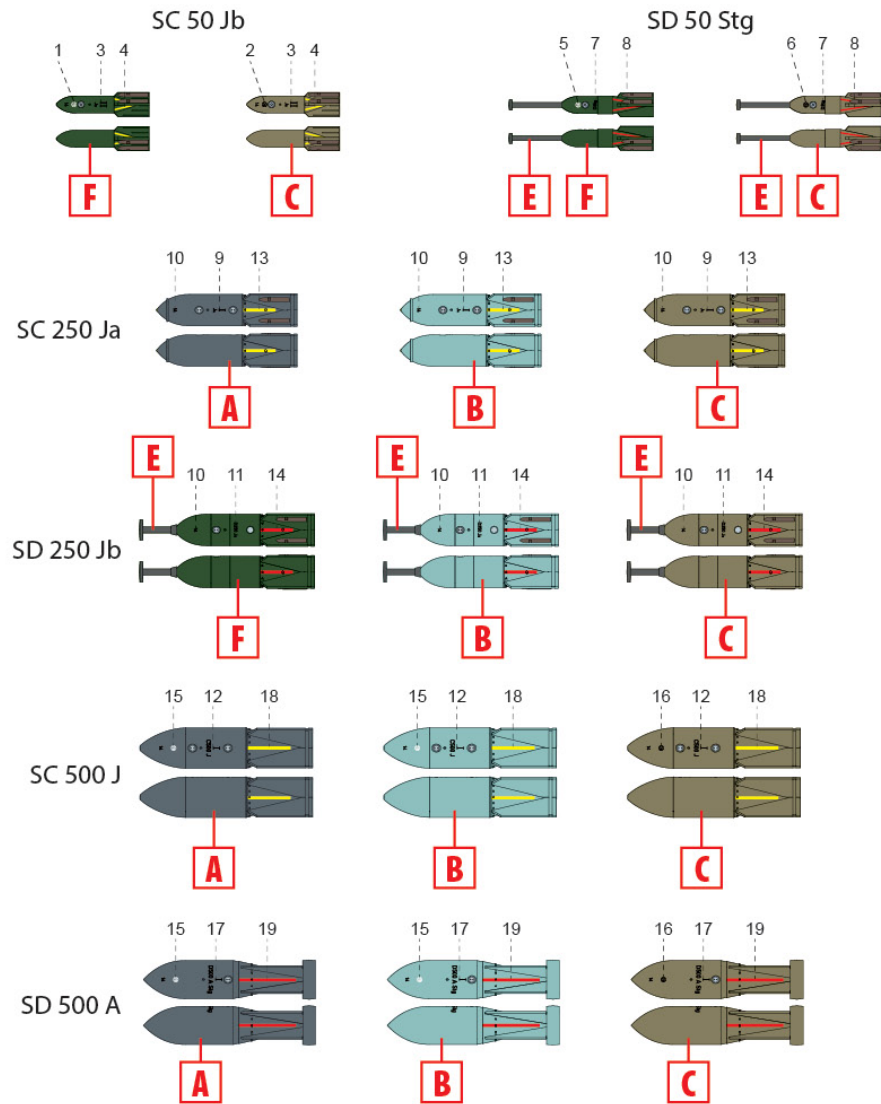 SC 50 Jb SD 50 Stg
1 3 4 2 3 4 5 7 8 6 7 8
F C E F E C
10 9 13 10 9 13 10 9 13
SC 250 Ja
A B C
E E E
10 11 14 10 11 14 10 11 14
SD 250 Jb
F B C
15 12 18 15 12 18 16 12 18
SC 500 J
A B C
15 17 19 15 17 19 16 17 19
SD 500 A
A B C